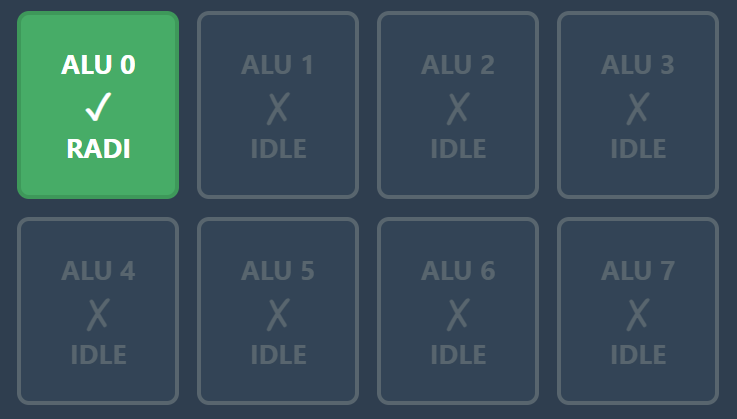 ALU 0
✓
RADI
ALU 1
✗
IDLE
ALU 2
✗
IDLE
ALU 3
✗
IDLE
ALU 4
✗
IDLE
ALU 5
✗
IDLE
ALU 6
✗
IDLE
ALU 7
✗
IDLE